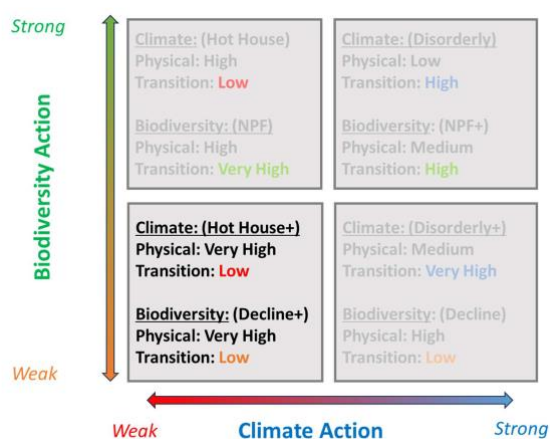 Strong
Biodiversity Action
Weak
Climate: (Hot House)
Physical: High
Transition: Low
Biodiversity: (NPF)
Physical: High
Transition: Very High
Climate: (Disorderly)
Physical: Low
Transition: High
Biodiversity: (NPF+)
Physical: Medium
Transition: High
Climate: (Hot House+)
Physical: Very High
Transition: Low
Biodiversity: (Decline+)
Physical: Very High
Transition: Low
Climate: (Disorderly+)
Physical: Medium
Transition: Very High
Biodiversity: (Decline)
Physical: High
Transition: Low
Weak
Climate Action
Strong